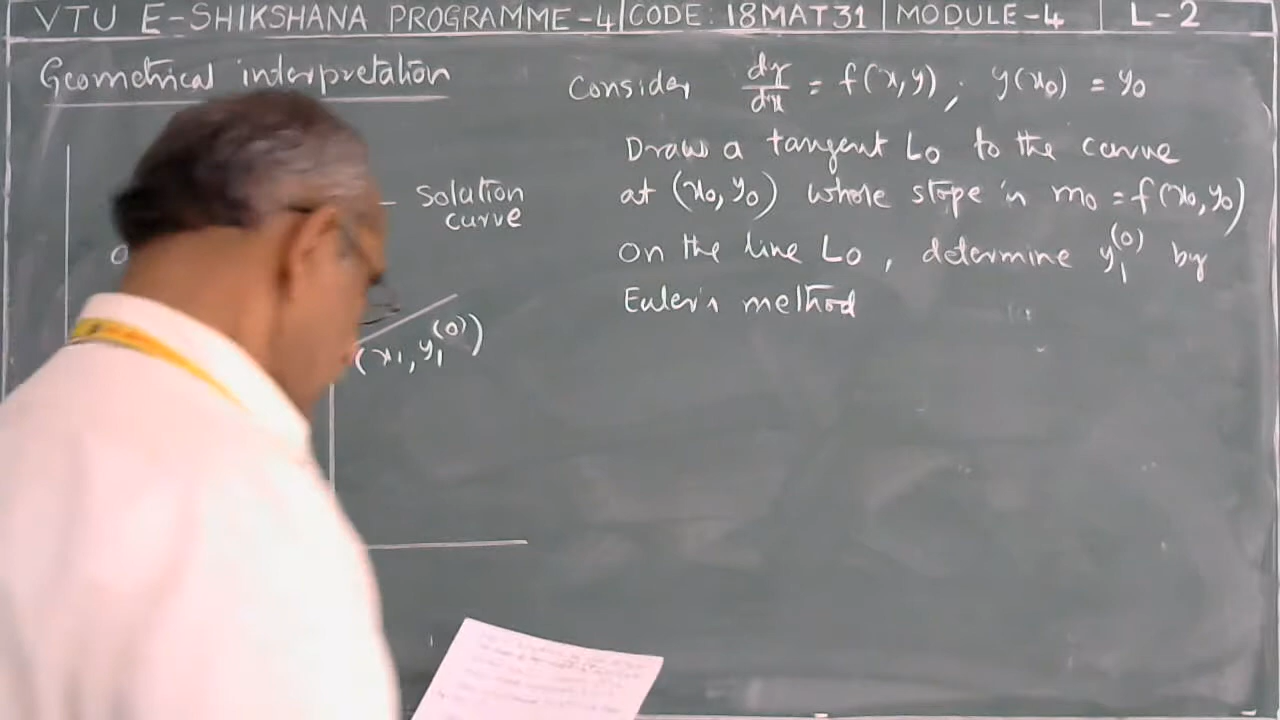 VTU E-SHIKSHANA PROGRAMME-4 | CODE: 18MAT31 | MODULE-4 | L-2
Geometrical interpretation
solution
curve
(x₁, y₁⁽⁰⁾)
Consider dy/dx = f(x,y), y(x₀) = y₀
Draw a tangent L₀ to the curve
at (x₀, y₀) whose slope is m₀ = f(x₀, y₀)
on the line L₀, determine y₁⁽⁰⁾ by
Euler's method